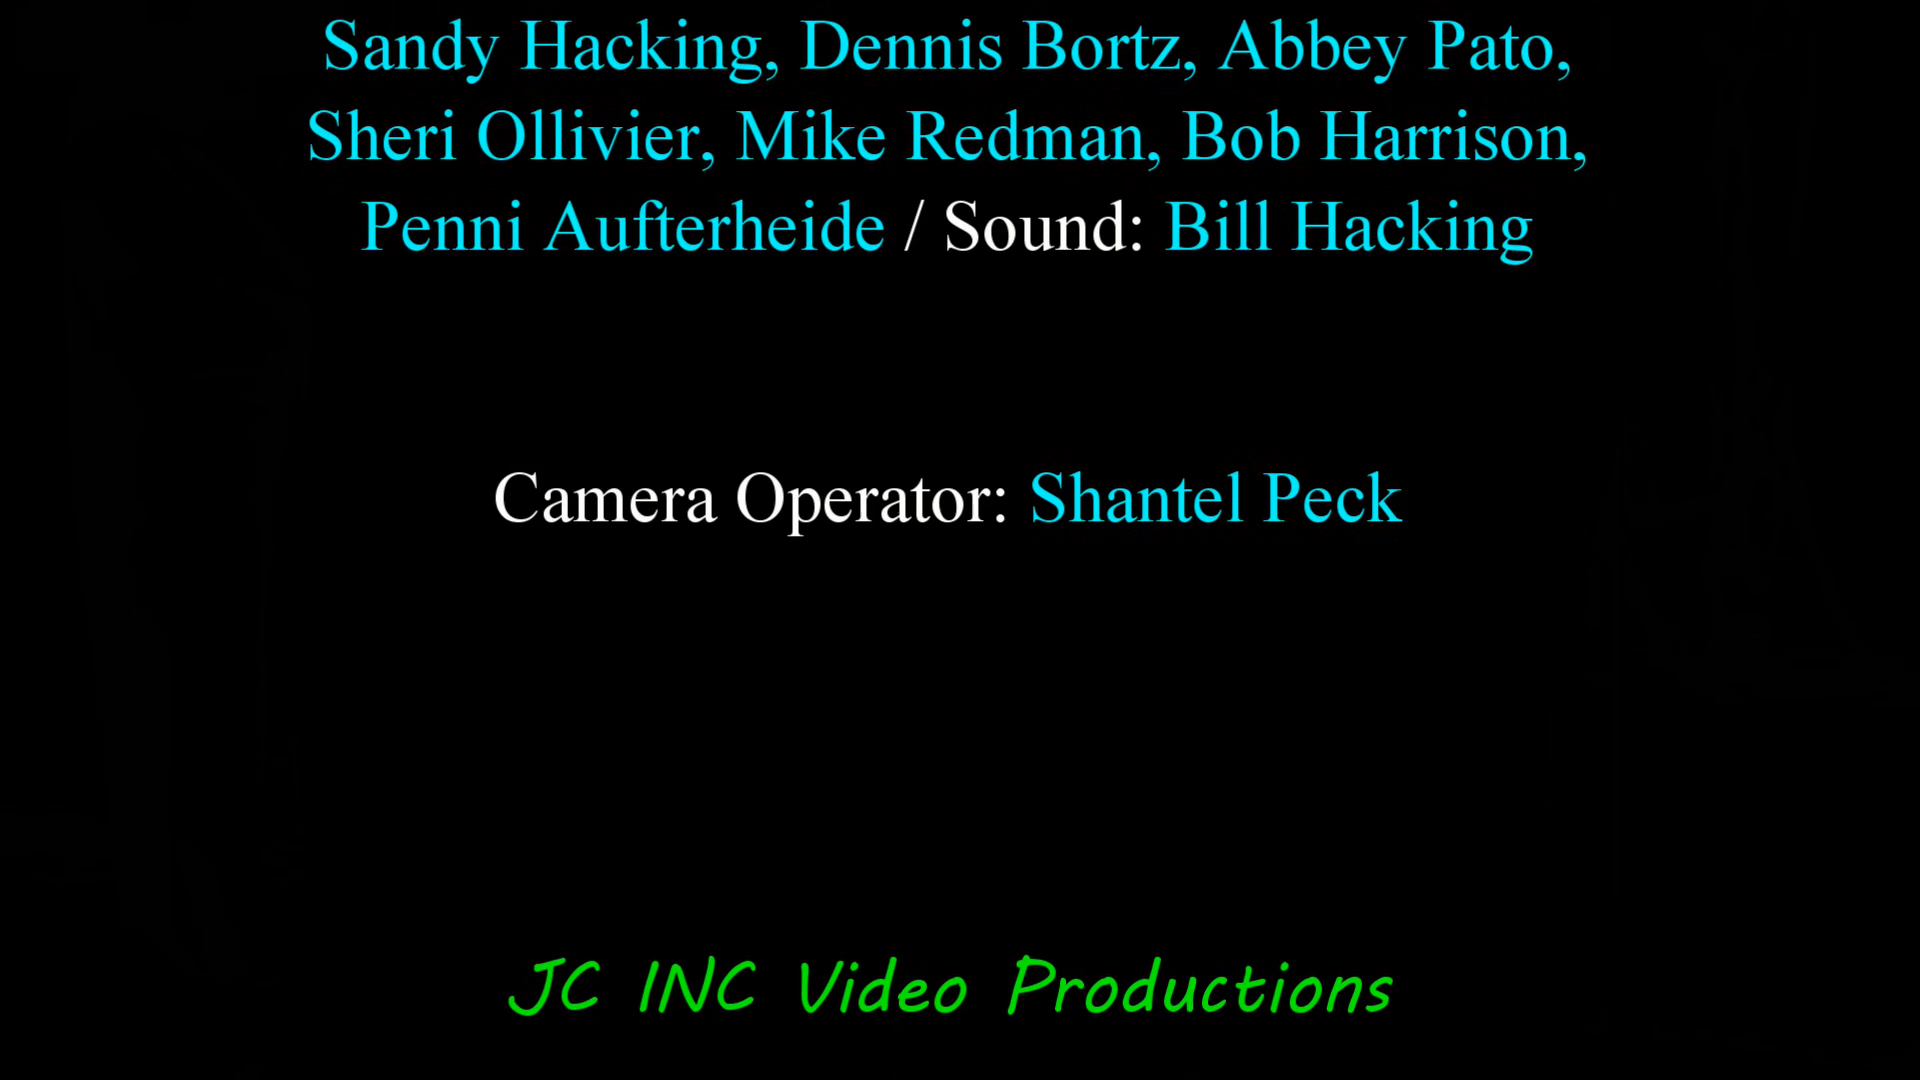 Sandy Hacking, Dennis Bortz, Abbey Pato,
Sheri Ollivier, Mike Redman, Bob Harrison,
Penni Aufterheide / Sound: Bill Hacking
Camera Operator: Shantel Peck
JC INC Video Productions